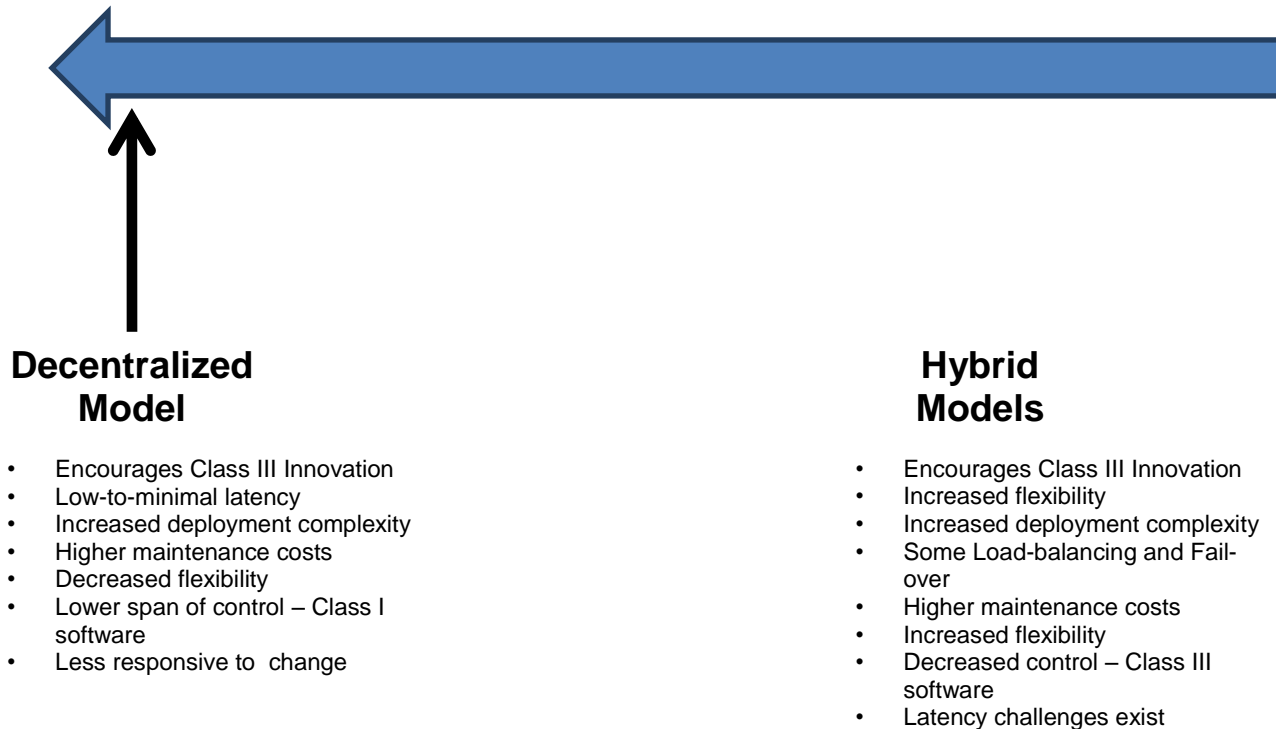 Decentralized
Model
• Encourages Class III Innovation
• Low-to-minimal latency
• Increased deployment complexity
• Higher maintenance costs
• Decreased flexibility
• Lower span of control – Class I
software
• Less responsive to  change
Hybrid
Models
• Encourages Class III Innovation
• Increased flexibility
• Increased deployment complexity
• Some Load-balancing and Fail-
over
• Higher maintenance costs
• Increased flexibility
• Decreased control – Class III
software
• Latency challenges exist